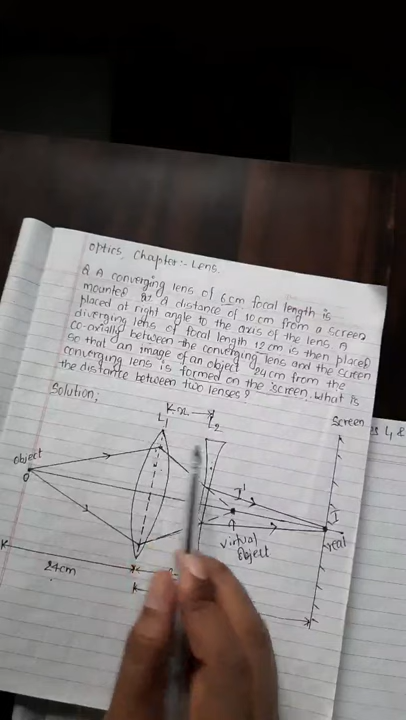 Optics Chapter:- Lens.
Q. A converging lens of 6cm focal length is
mounted at a distance of 10cm from a screen
placed at right angle to the axis of the lens. A
diverging lens of focal length 12cm is then placed
co-axially between the converging lens and the screen
so that an image of an object 24cm from the
converging lens is formed on the screen. What is
the distance between two lenses?
Solution:
K x
L1
L2
Screen
object
O
I'
I
real
virtual
Object
24cm